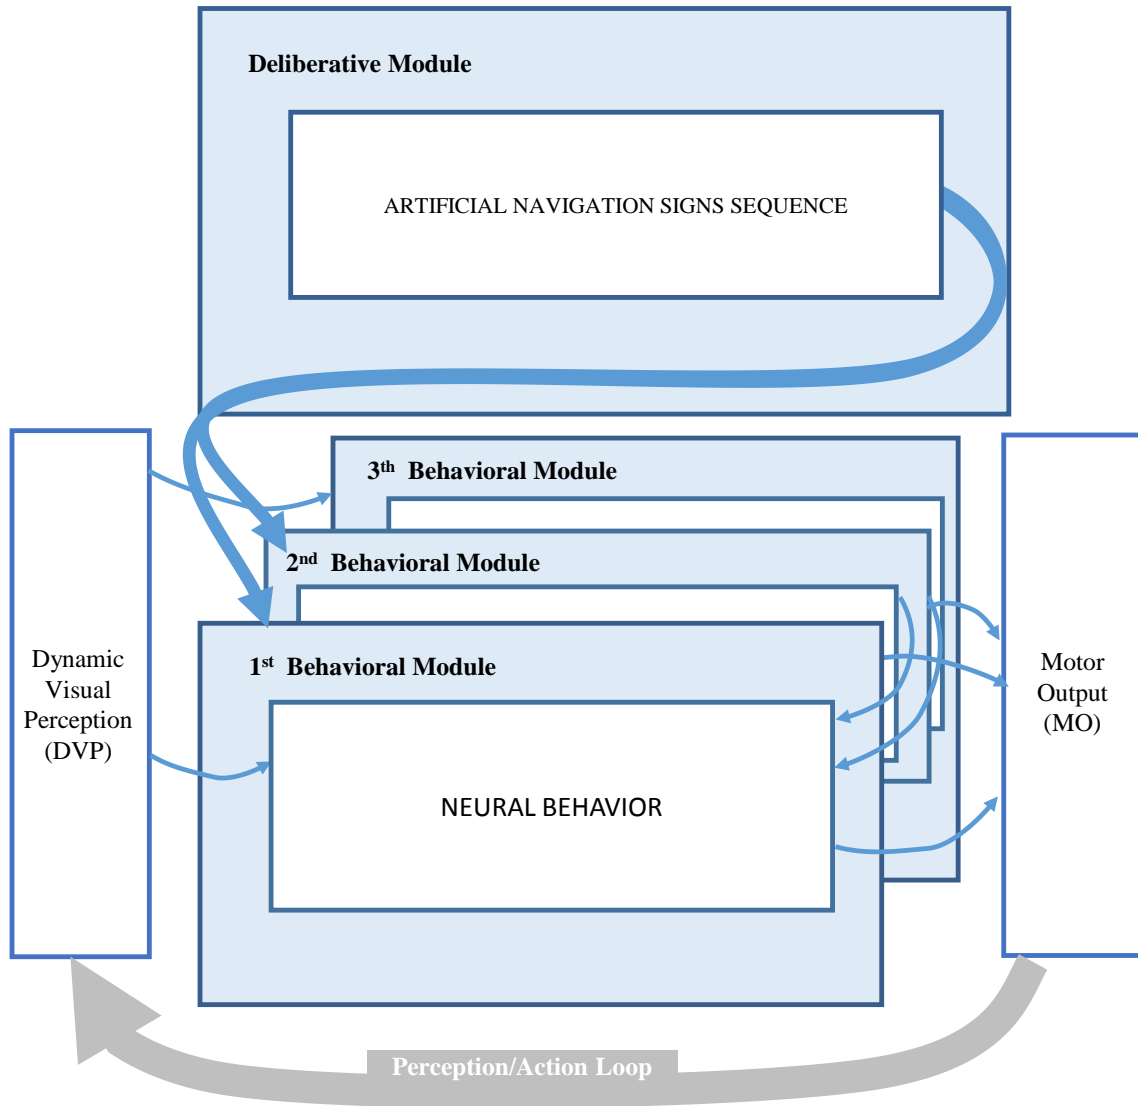 Deliberative Module
ARTIFICIAL NAVIGATION SIGNS SEQUENCE
3th Behavioral Module
2nd Behavioral Module
1st Behavioral Module
NEURAL BEHAVIOR
Dynamic
Visual
Perception
(DVP)
Motor
Output
(MO)
Perception/Action Loop